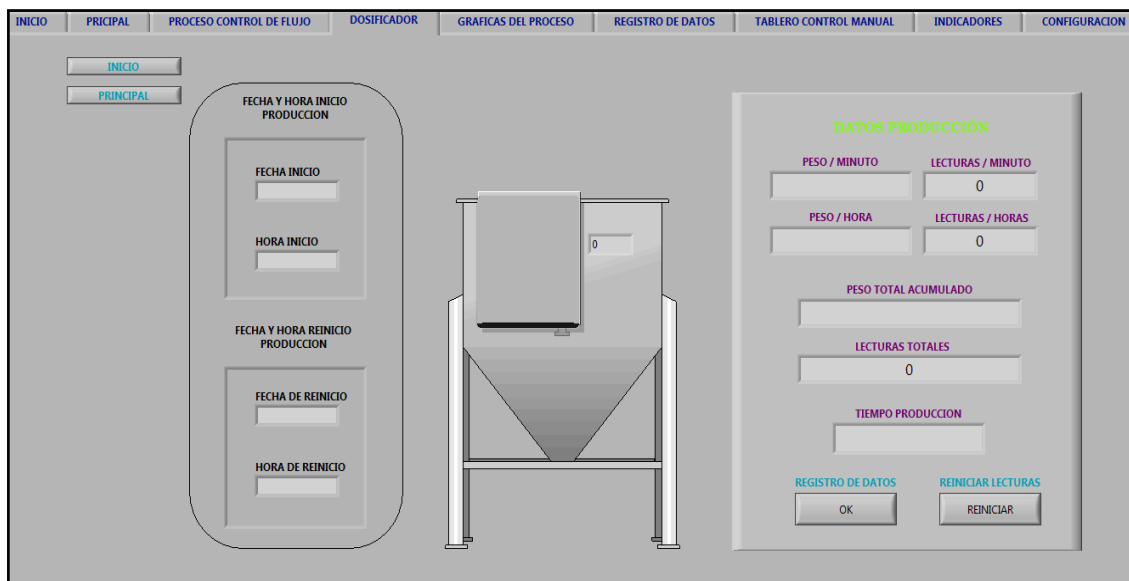 INICIO PRICIPAL PROCESO CONTROL DE FLUJO DOSIFICADOR GRAFICAS DEL PROCESO REGISTRO DE DATOS TABLERO CONTROL MANUAL INDICADORES CONFIGURACION
INICIO
PRINCIPAL
FECHA Y HORA INICIO
PRODUCCION
FECHA INICIO
HORA INICIO
FECHA Y HORA REINICIO
PRODUCCION
FECHA DE REINICIO
HORA DE REINICIO
0
DATOS PRODUCCIÓN
PESO / MINUTO LECTURAS / MINUTO
0
PESO / HORA LECTURAS / HORAS
0
PESO TOTAL ACUMULADO
LECTURAS TOTALES
0
TIEMPO PRODUCCION
REGISTRO DE DATOS REINICIAR LECTURAS
OK REINICIAR